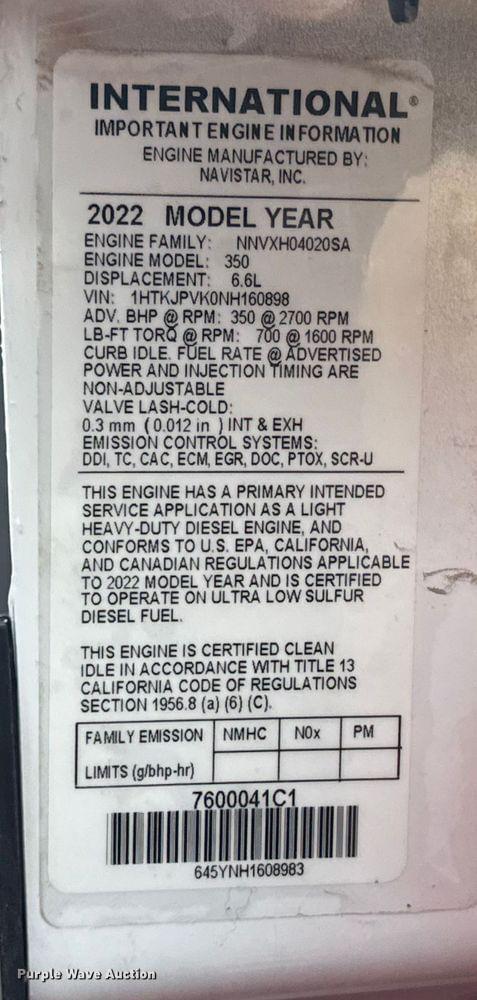 INTERNATIONAL®
IMPORTANT ENGINE INFORMATION
ENGINE MANUFACTURED BY:
NAVISTAR, INC.
2022 MODEL YEAR
ENGINE FAMILY: NNVXH04020SA
ENGINE MODEL: 350
DISPLACEMENT: 6.6L
VIN: 1HTKJPVK0NH160898
ADV. BHP @ RPM: 350 @ 2700 RPM
LB-FT TORQ @ RPM: 700 @ 1600 RPM
CURB IDLE. FUEL RATE @ ADVERTISED
POWER AND INJECTION TIMING ARE
NON-ADJUSTABLE
VALVE LASH-COLD:
0.3 mm ( 0.012 in ) INT & EXH
EMISSION CONTROL SYSTEMS:
DDI, TC, CAC, ECM, EGR, DOC, PTOX, SCR-U
THIS ENGINE HAS A PRIMARY INTENDED
SERVICE APPLICATION AS A LIGHT
HEAVY-DUTY DIESEL ENGINE, AND
CONFORMS TO U.S. EPA, CALIFORNIA,
AND CANADIAN REGULATIONS APPLICABLE
TO 2022 MODEL YEAR AND IS CERTIFIED
TO OPERATE ON ULTRA LOW SULFUR
DIESEL FUEL.
THIS ENGINE IS CERTIFIED CLEAN
IDLE IN ACCORDANCE WITH TITLE 13
CALIFORNIA CODE OF REGULATIONS
SECTION 1956.8 (a) (6) (C).
FAMILY EMISSION NMHC N0x PM
LIMITS (g/bhp-hr)
7600041C1
645YNH1608983
Purple Wave Auction